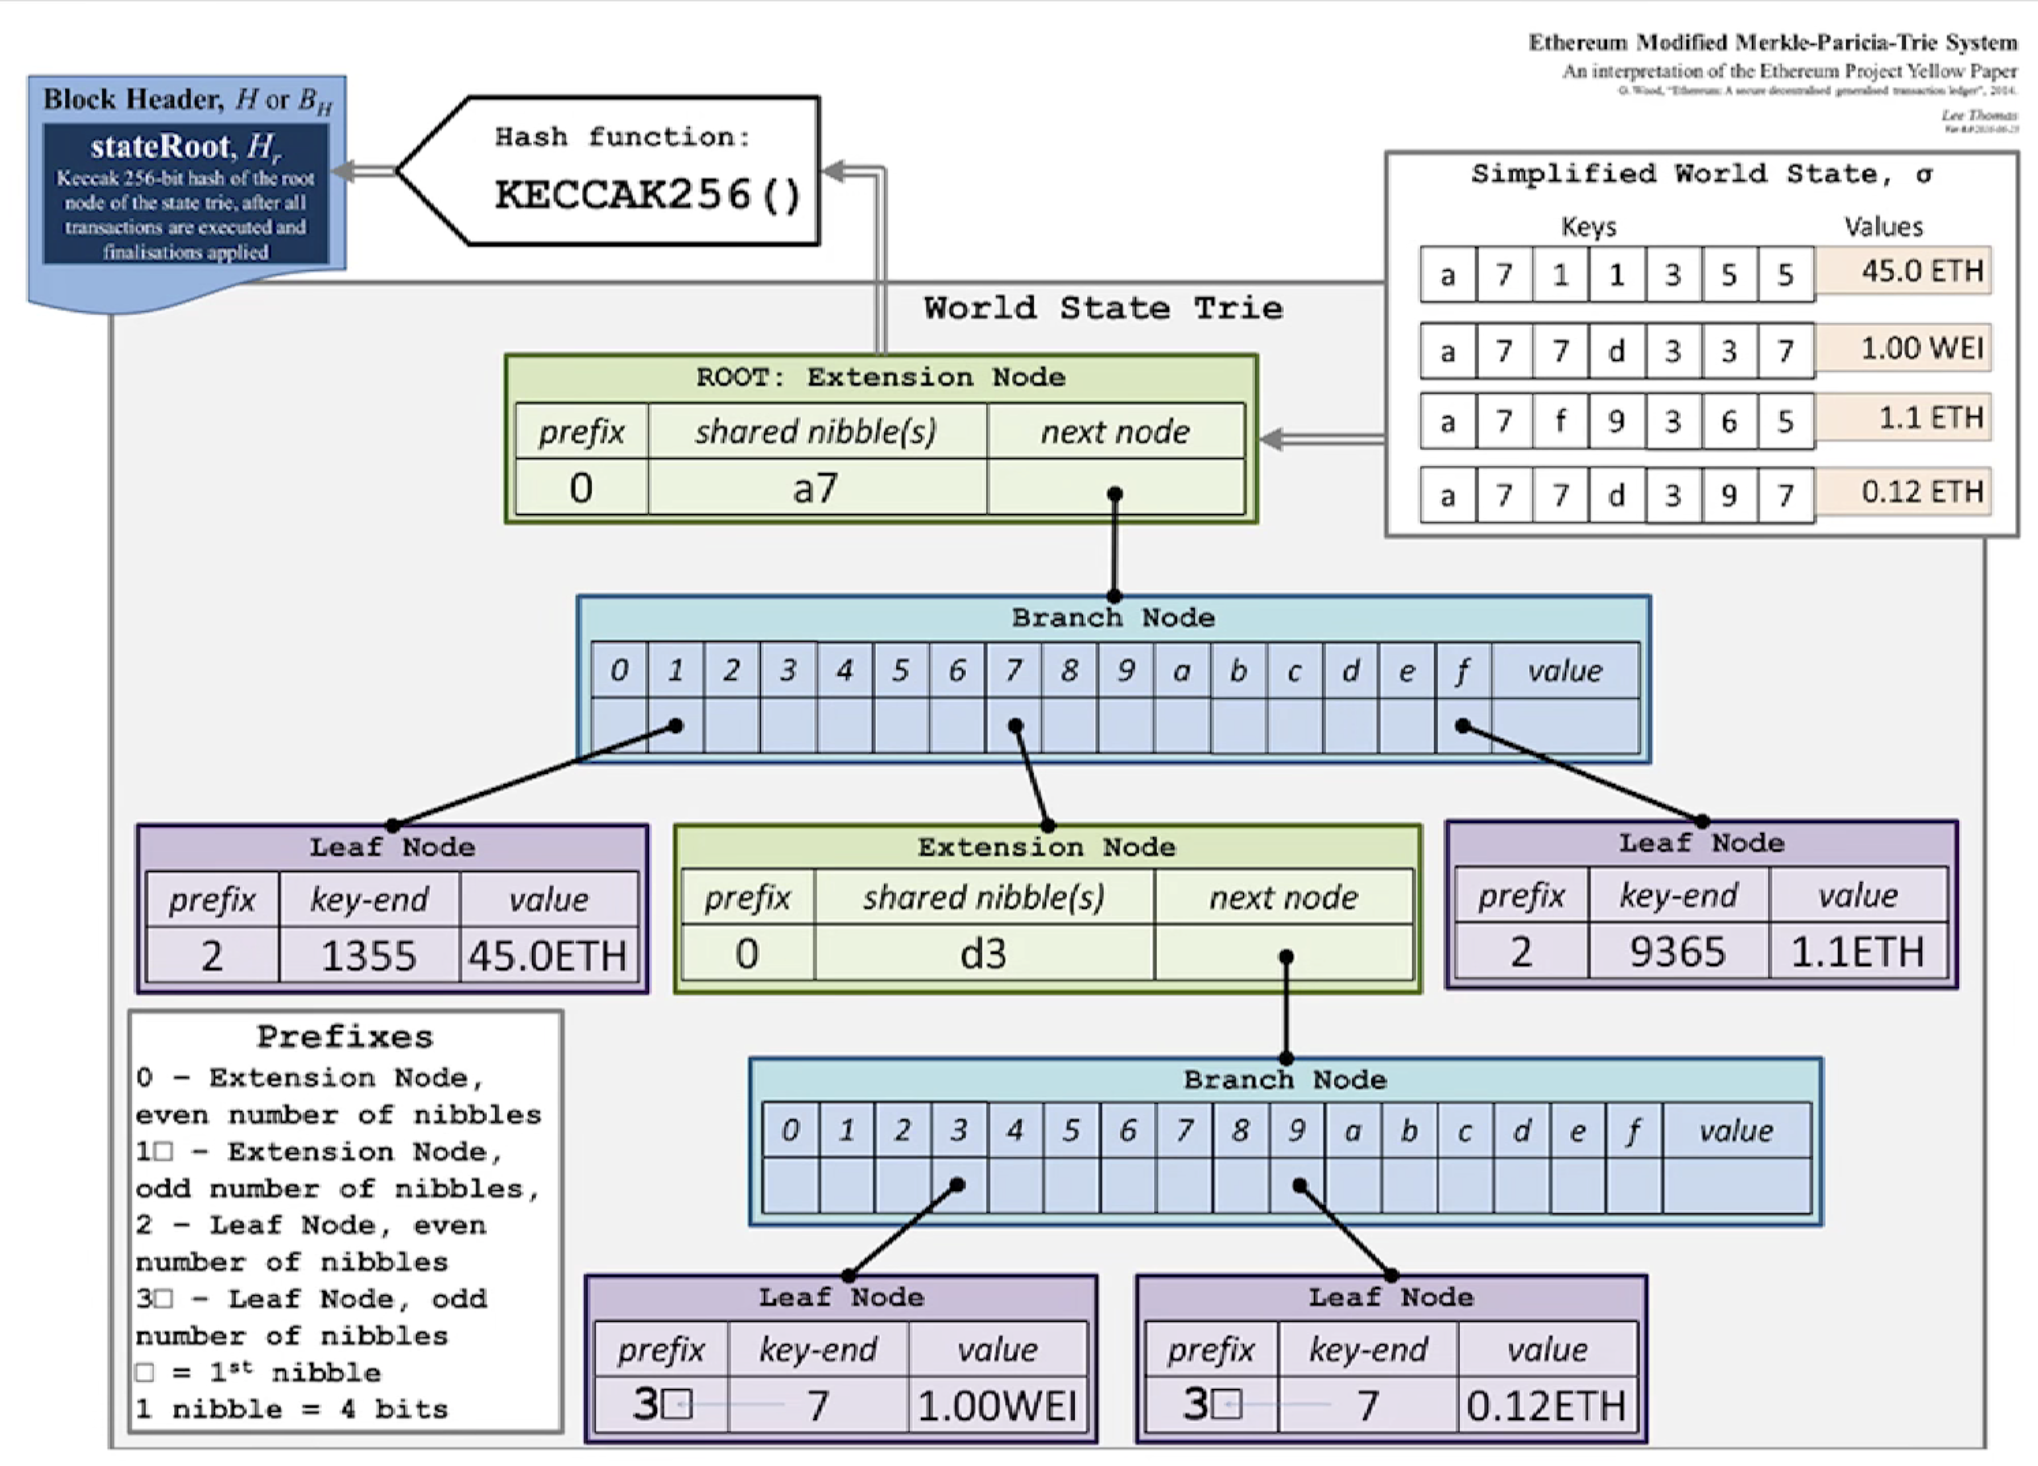 Ethereum Modified Merkle-Paricia-Trie System
An interpretation of the Ethereum Project Yellow Paper
G. Wood, "Ethereum: A secure decentralised generalised transaction ledger", 2014.
Lee Thomas
Block Header, H or B_H
stateRoot, H_r
Keccak 256-bit hash of the root
node of the state trie, after all
transactions are executed and
finalisations applied
Hash function:
KECCAK256()
Simplified World State, σ
Keys Values
a 7 1 1 3 5 5 45.0 ETH
a 7 7 d 3 3 7 1.00 WEI
a 7 f 9 3 6 5 1.1 ETH
a 7 7 d 3 9 7 0.12 ETH
World State Trie
ROOT: Extension Node
prefix shared nibble(s) next node
0 a7
Branch Node
0 1 2 3 4 5 6 7 8 9 a b c d e f value
Leaf Node
prefix key-end value
2 1355 45.0ETH
Extension Node
prefix shared nibble(s) next node
0 d3
Leaf Node
prefix key-end value
2 9365 1.1ETH
Prefixes
0 – Extension Node,
even number of nibbles
1□ – Extension Node,
odd number of nibbles,
2 – Leaf Node, even
number of nibbles
3□ – Leaf Node, odd
number of nibbles
□ = 1st nibble
1 nibble = 4 bits
Branch Node
0 1 2 3 4 5 6 7 8 9 a b c d e f value
Leaf Node
prefix key-end value
3□ 7 1.00WEI
Leaf Node
prefix key-end value
3□ 7 0.12ETH